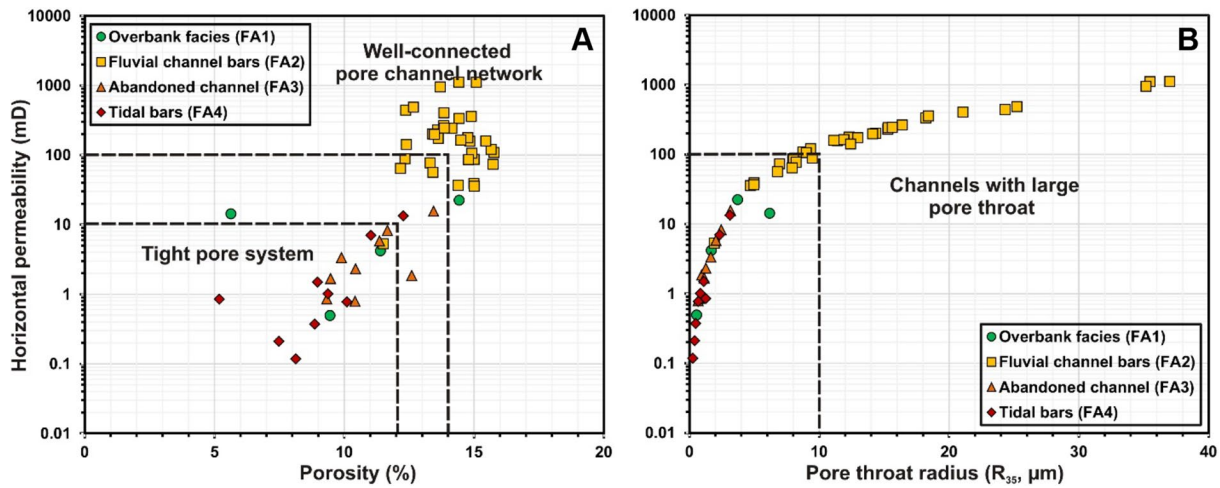 A
Overbank facies (FA1)
Fluvial channel bars (FA2)
Abandoned channel (FA3)
Tidal bars (FA4)
Well-connected
pore channel network
Tight pore system
Horizontal permeability (mD)
10000
1000
100
10
1
0.1
0.01
0 5 10 15 20
Porosity (%)
B
Channels with large
pore throat
Overbank facies (FA1)
Fluvial channel bars (FA2)
Abandoned channel (FA3)
Tidal bars (FA4)
10000
1000
100
10
1
0.1
0.01
0 10 20 30 40
Pore throat radius (R35, μm)